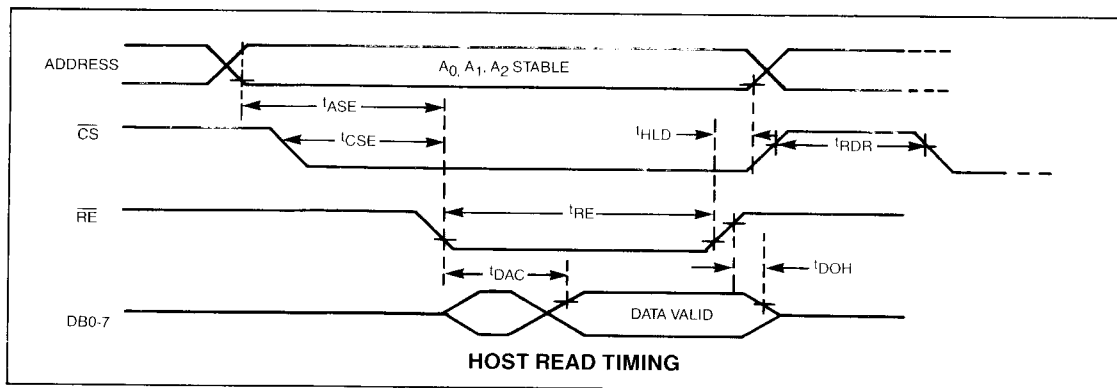 ADDRESS
A0, A1, A2 STABLE
tASE
CS
tCSE
tHLD
tRDR
RE
tRE
tDAC
tDOH
DB0-7
DATA VALID
HOST READ TIMING